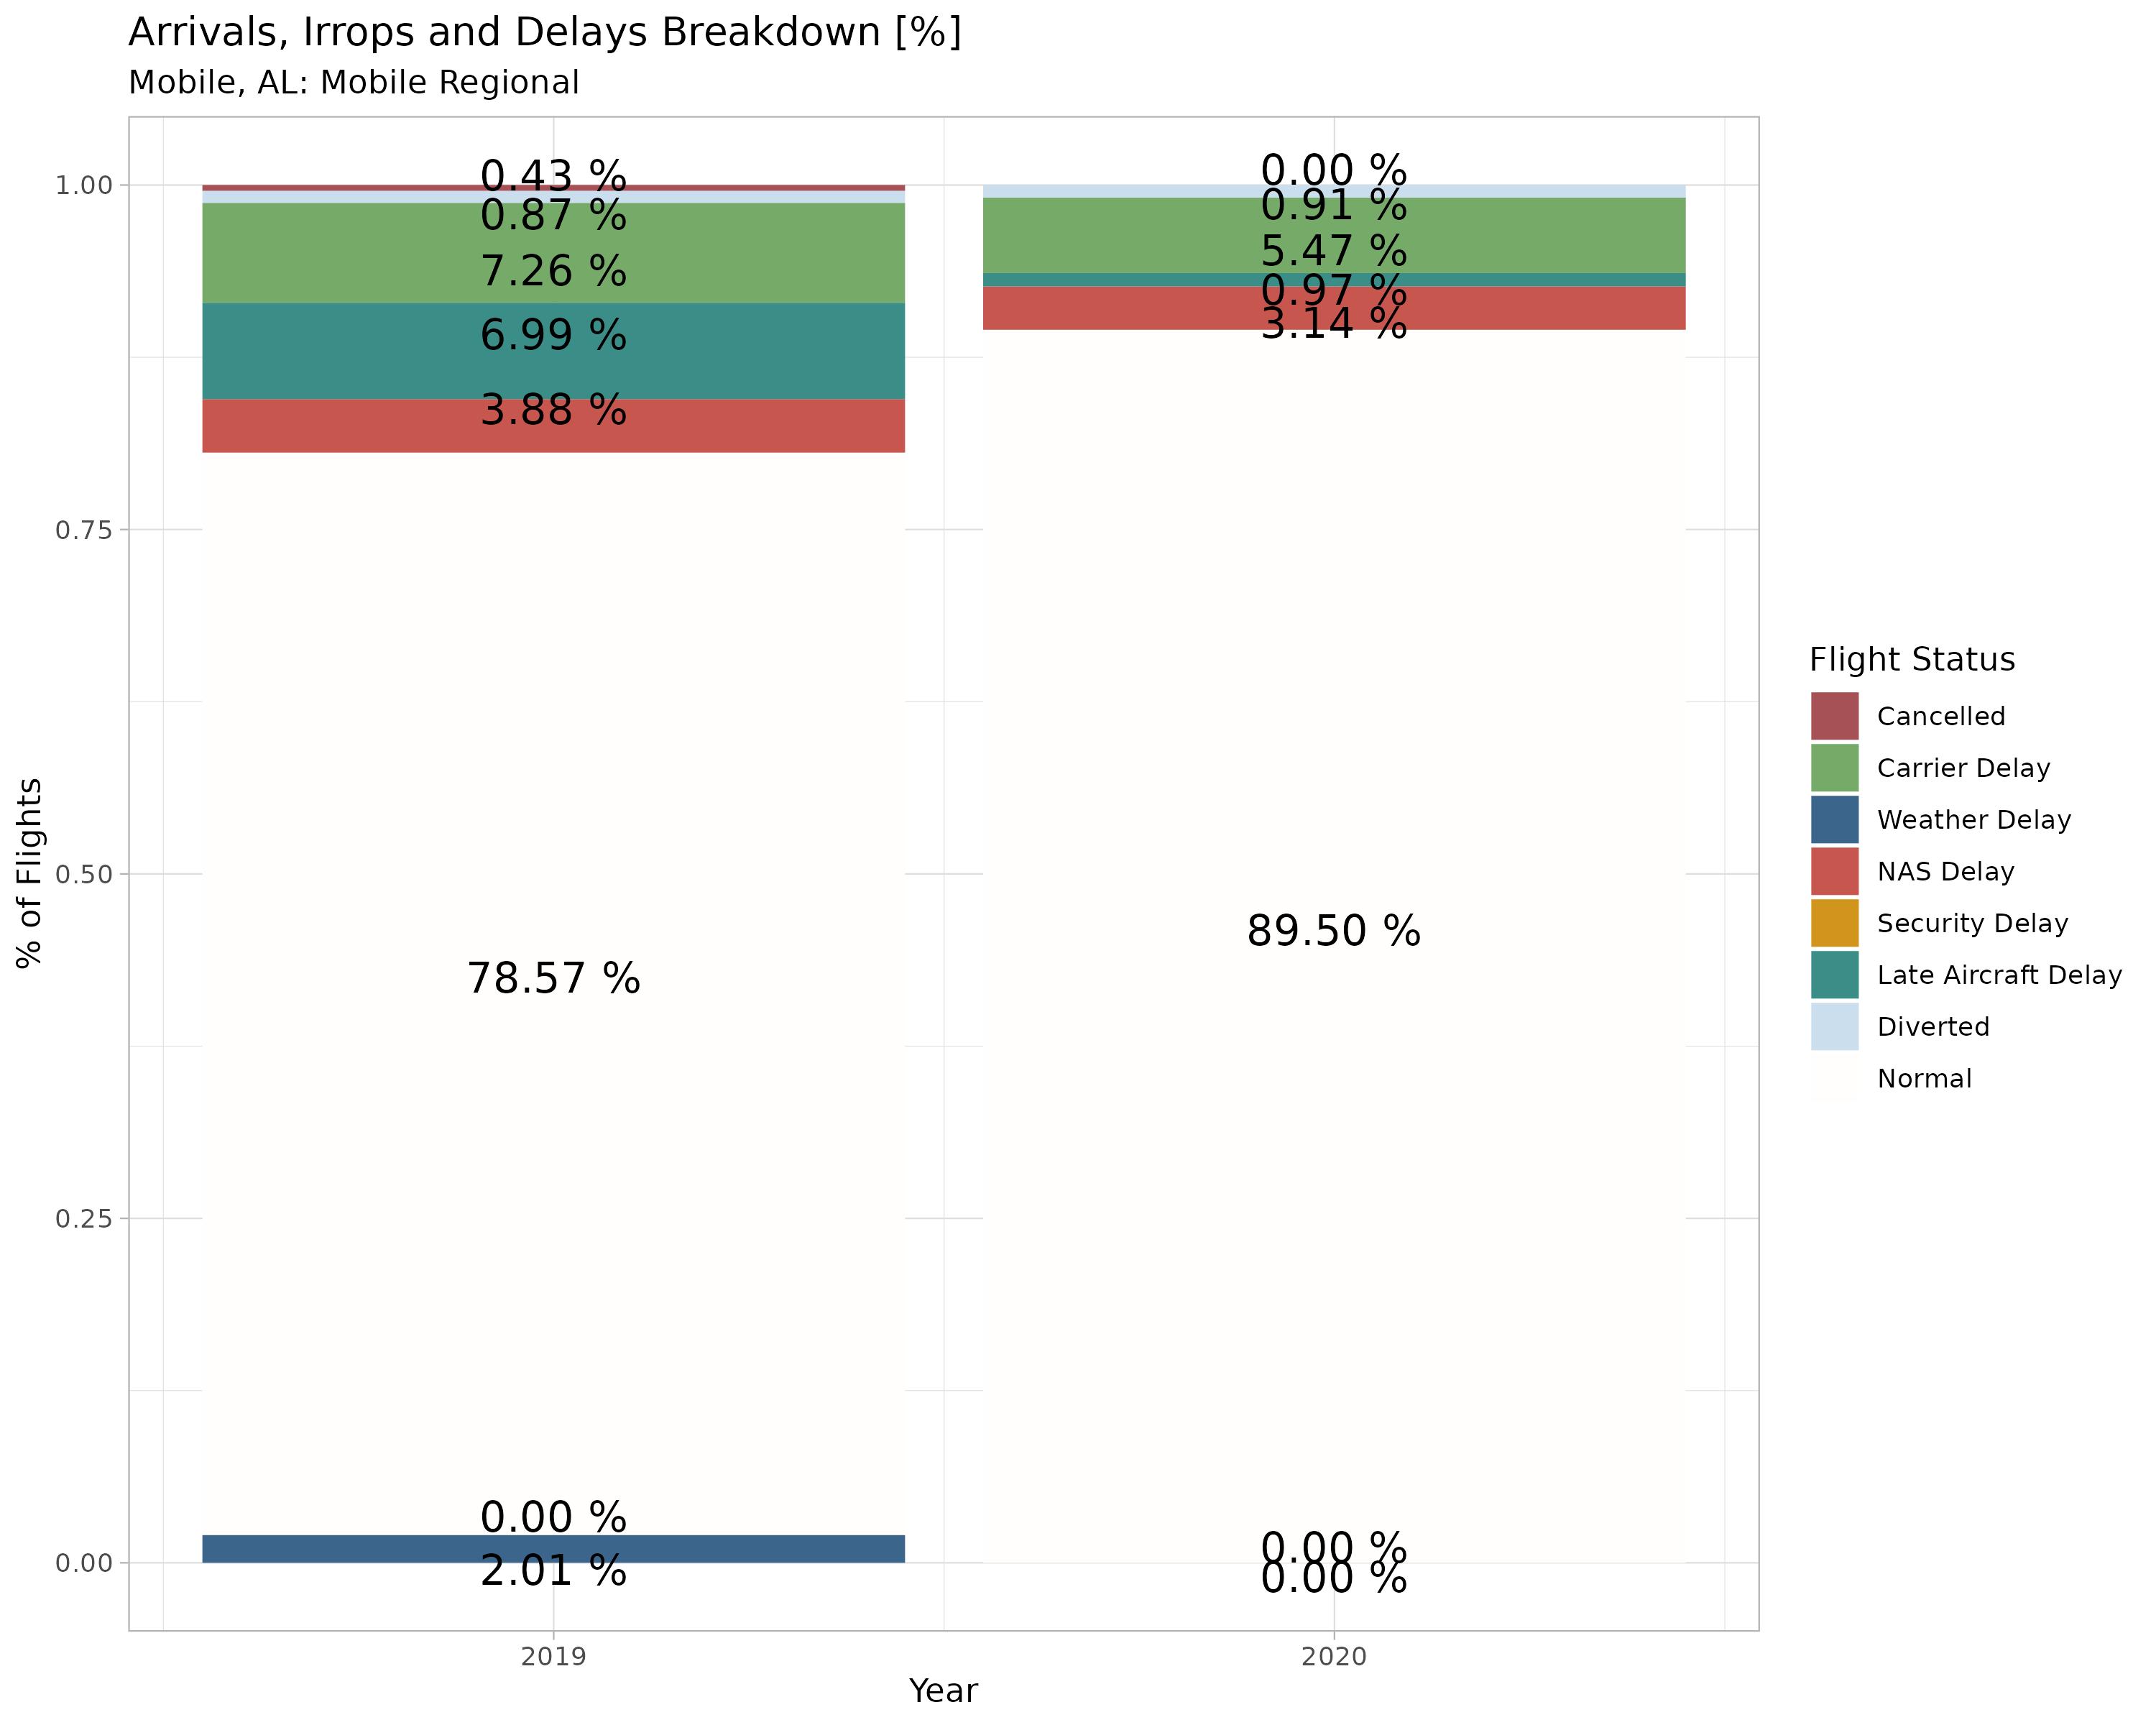 Arrivals, Irrops and Delays Breakdown [%]
Mobile, AL: Mobile Regional
% of Flights
1.00
0.75
0.50
0.25
0.00
0.43 %
0.87 %
7.26 %
6.99 %
3.88 %
78.57 %
0.00 %
2.01 %
0.00 %
0.91 %
5.47 %
0.97 %
3.14 %
89.50 %
0.00 %
0.00 %
2019
2020
Year
Flight Status
Cancelled
Carrier Delay
Weather Delay
NAS Delay
Security Delay
Late Aircraft Delay
Diverted
Normal